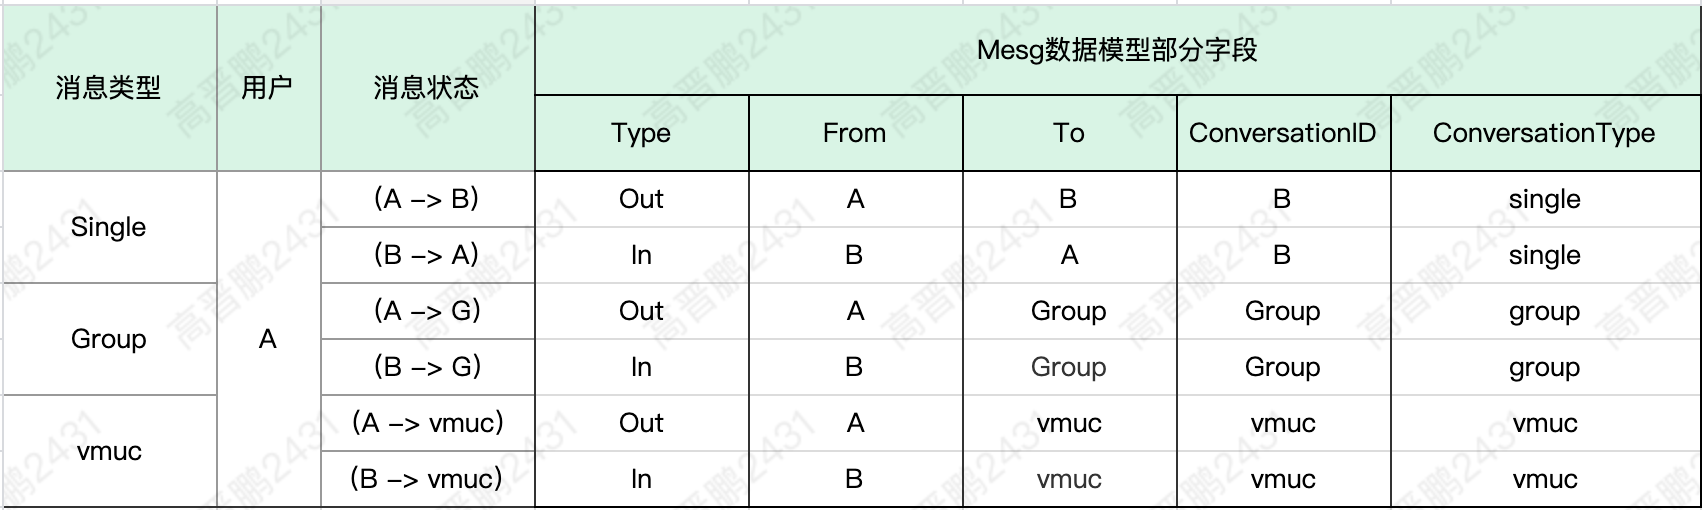 消息类型 用户 消息状态 Mesg数据模型部分字段
Type From To ConversationID ConversationType
Single A (A -> B) Out A B B single
(B -> A) In B A B single
Group (A -> G) Out A Group Group group
(B -> G) In B Group Group group
vmuc (A -> vmuc) Out A vmuc vmuc vmuc
(B -> vmuc) In B vmuc vmuc vmuc
高晋鹏2431